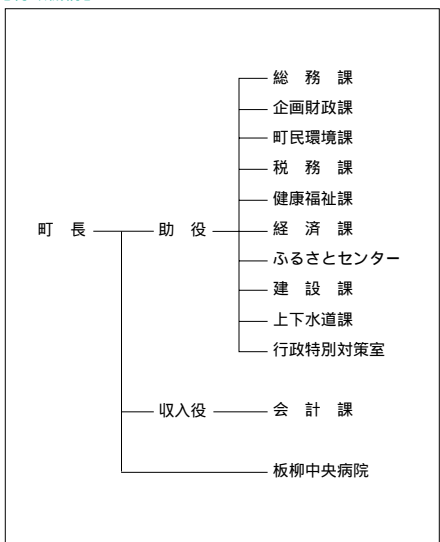 総　務　課
企画財政課
町民環境課
税　務　課
健康福祉課
町　長　助　役　経　済　課
ふるさとセンター
建　設　課
上下水道課
行政特別対策室
収入役　会　計　課
板柳中央病院